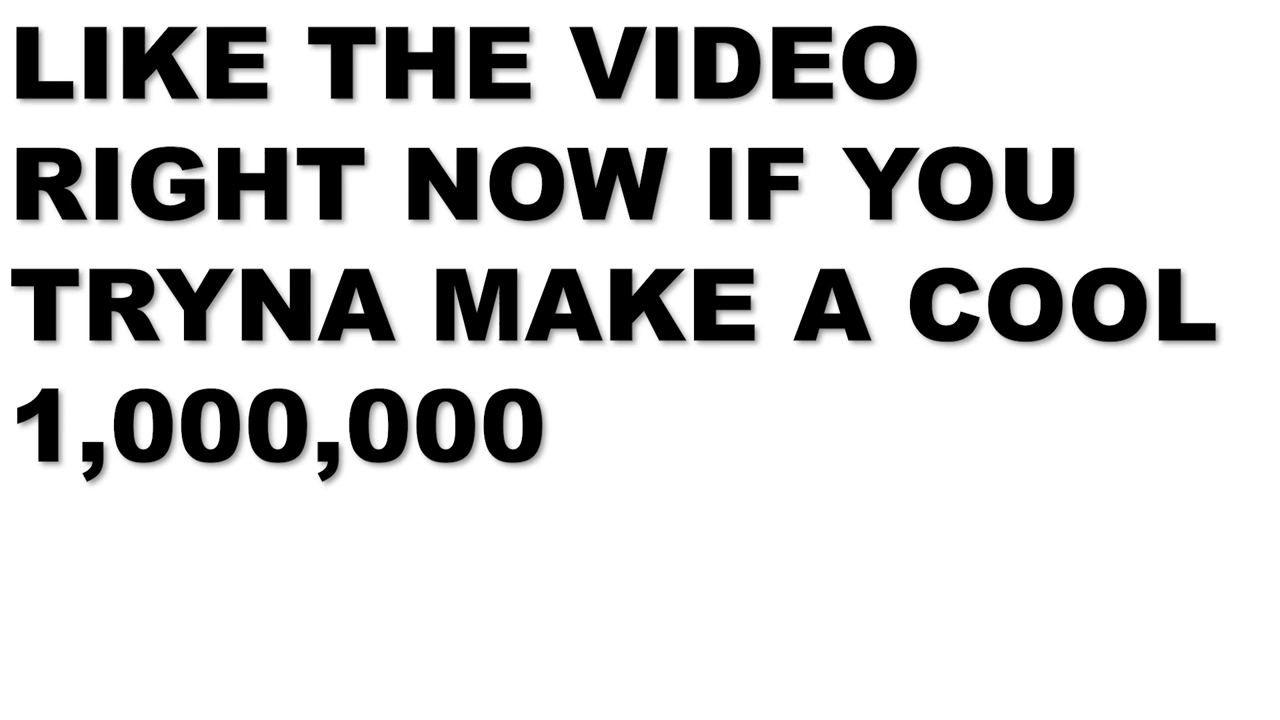 LIKE THE VIDEO
RIGHT NOW IF YOU
TRYNA MAKE A COOL
1,000,000